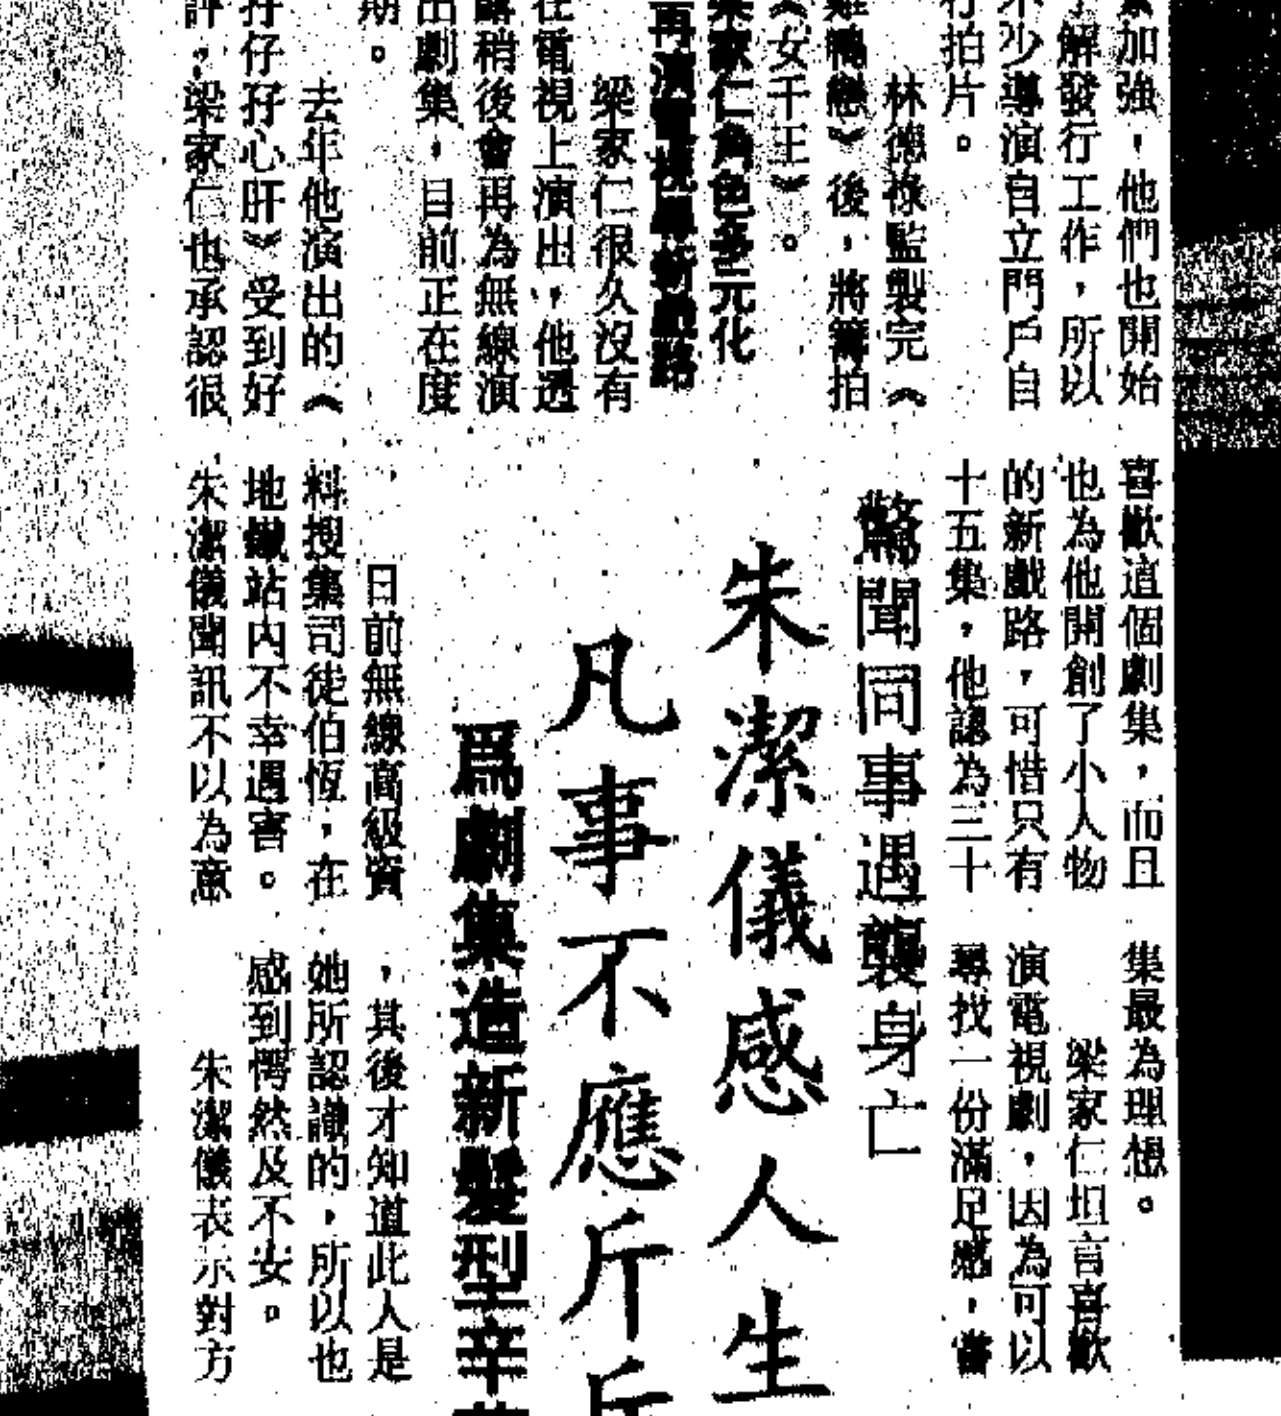 加強，他們也開始
解發行工作，所以
不少導演自立門戶自
行拍片。
林德祿監製完《
鴨戀》後，將籌拍
《女千王》。
梁家仁角色多元化
再演電視尋新戲路
梁家仁很久沒有
在電視上演出，他透
露稍後會再為無線演
出劇集，目前正在度
期。
去年他演出的《
孖仔孖心肝》受到好
評，梁家仁也承認很
喜歡這個劇集，而且
也為他開創了小人物
的新戲路，可惜只有
十五集，他認為三十
集最為理想。
梁家仁坦言喜歡
演電視劇，因為可以
尋找一份滿足感，當
驚聞同事遇襲身亡
朱潔儀感人生
凡事不應斤斤
爲劇集造新髮型辛
日前無線高級資
料搜集司徒伯恆，在
地鐵站內不幸遇害。
朱潔儀聞訊不以為意
，其後才知道此人是
她所認識的，所以也
感到愕然及不安。
朱潔儀表示對方